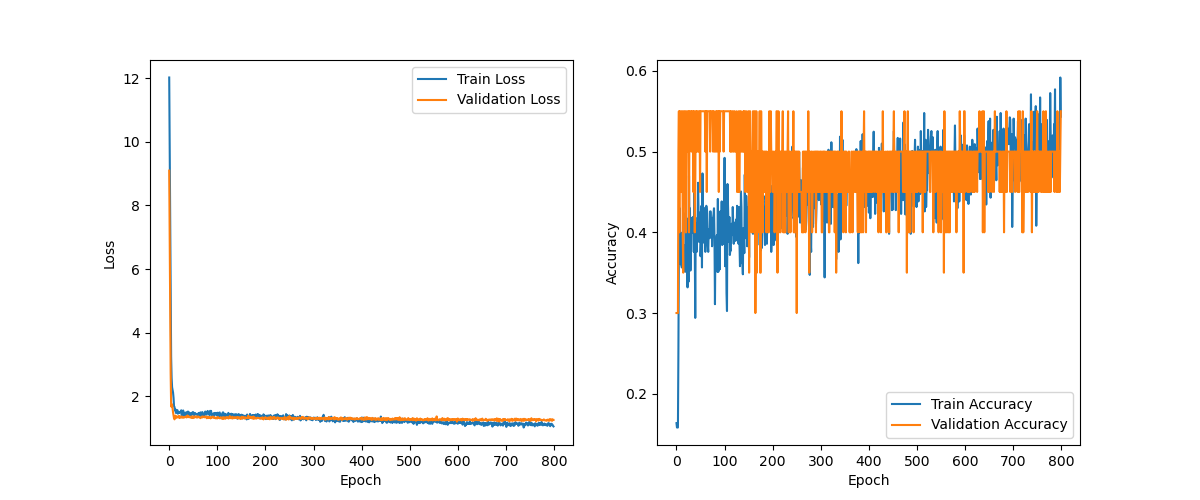 12
10
8
6
4
2
Loss
0 100 200 300 400 500 600 700 800
Epoch
Train Loss
Validation Loss
0.6
0.5
0.4
0.3
0.2
Accuracy
0 100 200 300 400 500 600 700 800
Epoch
Train Accuracy
Validation Accuracy